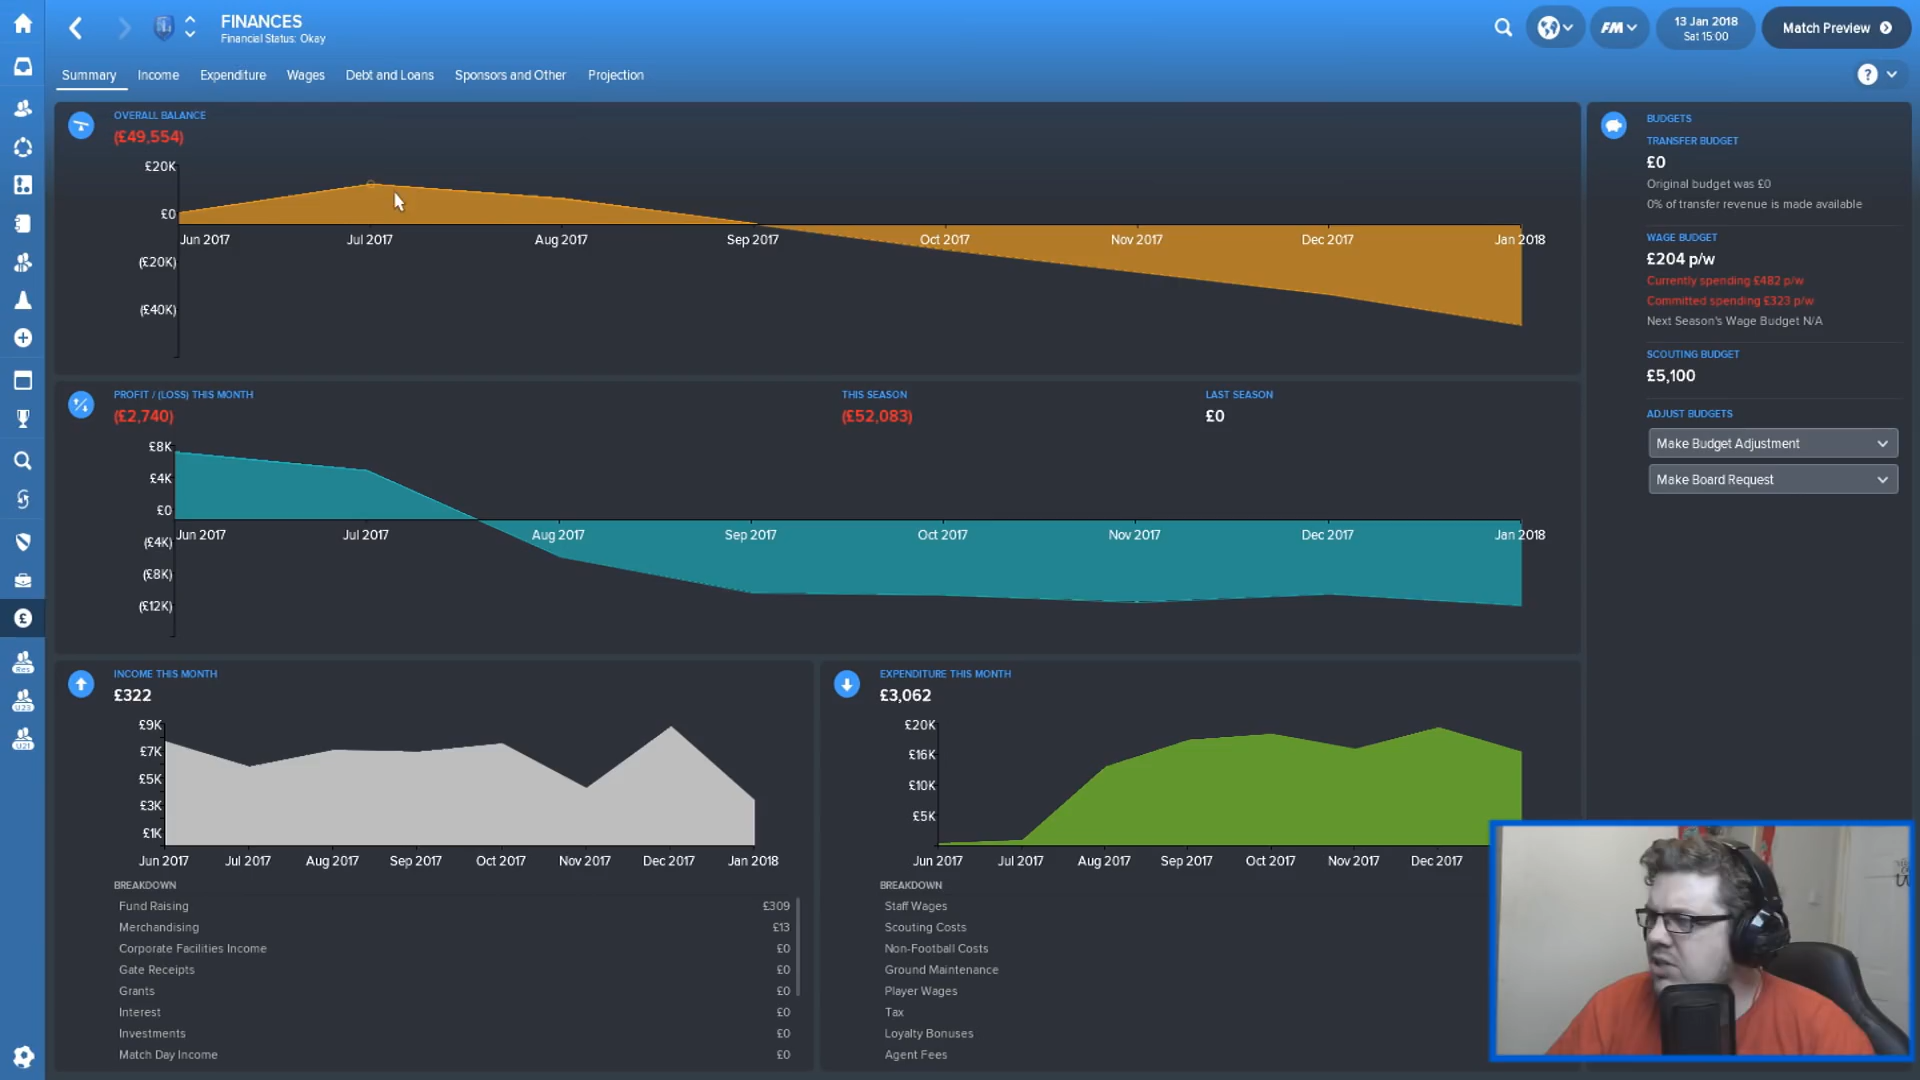 FINANCES
Financial Status: Okay
FM
13 Jan 2018
Sat 15:00
Match Preview
Summary
Income
Expenditure
Wages
Debt and Loans
Sponsors and Other
Projection
?
OVERALL BALANCE
(£49,554)
£20K
£0
(£20K)
(£40K)
Jun 2017
Jul 2017
Aug 2017
Sep 2017
Oct 2017
Nov 2017
Dec 2017
Jan 2018
PROFIT / (LOSS) THIS MONTH
(£2,740)
THIS SEASON
(£52,083)
LAST SEASON
£0
£8K
£4K
£0
(£4K)
(£8K)
(£12K)
Jun 2017
Jul 2017
Aug 2017
Sep 2017
Oct 2017
Nov 2017
Dec 2017
Jan 2018
INCOME THIS MONTH
£322
£9K
£7K
£5K
£3K
£1K
Jun 2017
Jul 2017
Aug 2017
Sep 2017
Oct 2017
Nov 2017
Dec 2017
Jan 2018
BREAKDOWN
Fund Raising £309
Merchandising £13
Corporate Facilities Income £0
Gate Receipts £0
Grants £0
Interest £0
Investments £0
Match Day Income £0
EXPENDITURE THIS MONTH
£3,062
£20K
£16K
£10K
£5K
Jun 2017
Jul 2017
Aug 2017
Sep 2017
Oct 2017
Nov 2017
Dec 2017
BREAKDOWN
Staff Wages
Scouting Costs
Non-Football Costs
Ground Maintenance
Player Wages
Tax
Loyalty Bonuses
Agent Fees
BUDGETS
TRANSFER BUDGET
£0
Original budget was £0
0% of transfer revenue is made available
WAGE BUDGET
£204 p/w
Currently spending £482 p/w
Committed spending £323 p/w
Next Season's Wage Budget N/A
SCOUTING BUDGET
£5,100
ADJUST BUDGETS
Make Budget Adjustment
Make Board Request
£
Res
U23
U21